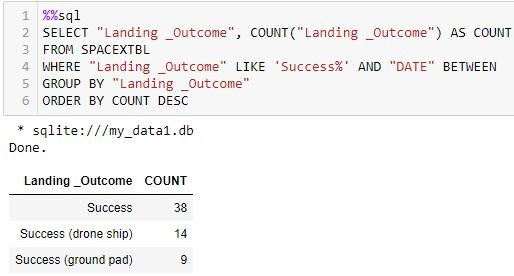 1 %%sql
2 SELECT "Landing _Outcome", COUNT("Landing _Outcome") AS COUNT
3 FROM SPACEXTBL
4 WHERE "Landing _Outcome" LIKE 'Success%' AND "DATE" BETWEEN
5 GROUP BY "Landing _Outcome"
6 ORDER BY COUNT DESC
* sqlite:///my_data1.db
Done.
Landing _Outcome COUNT
Success 38
Success (drone ship) 14
Success (ground pad) 9